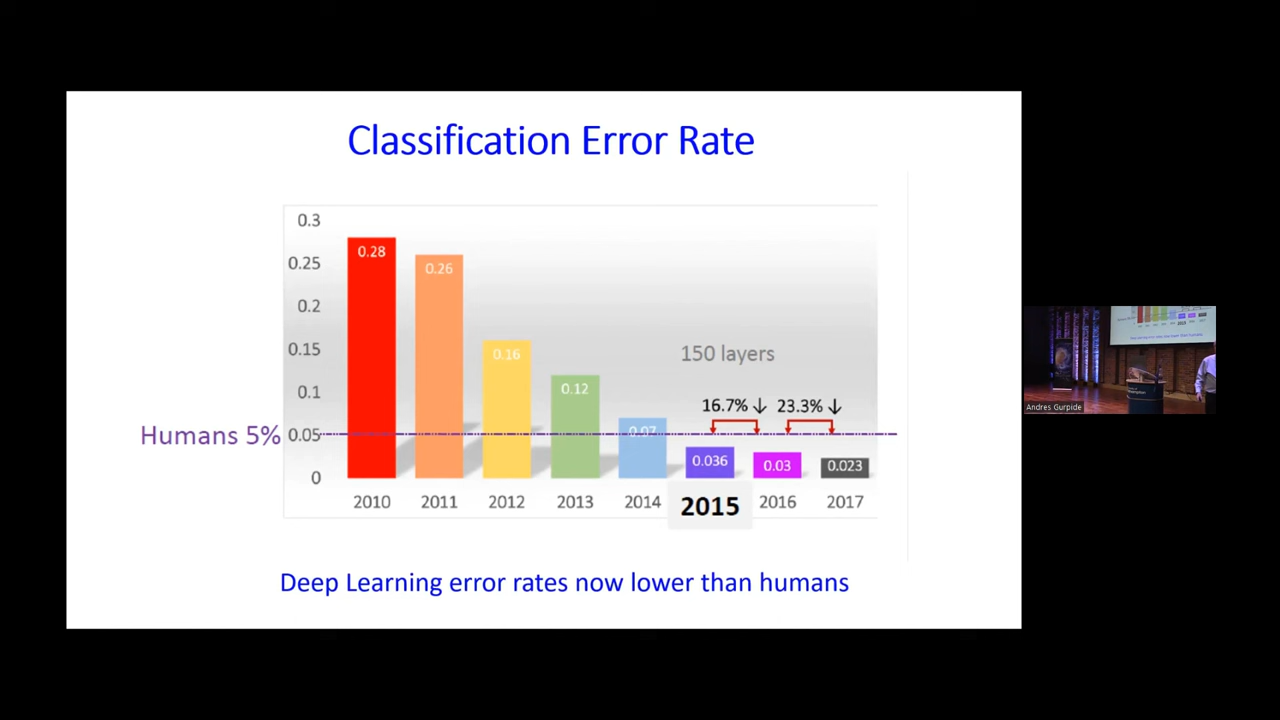 Classification Error Rate
0.3
0.28
0.25
0.26
0.2
0.15
0.16
150 layers
0.1
0.12
16.7% ↓ 23.3% ↓
Humans 5% 0.05
0.07
0.036
0.03
0.023
0
2010 2011 2012 2013 2014 2015 2016 2017
Deep Learning error rates now lower than humans
Andres Gurpide